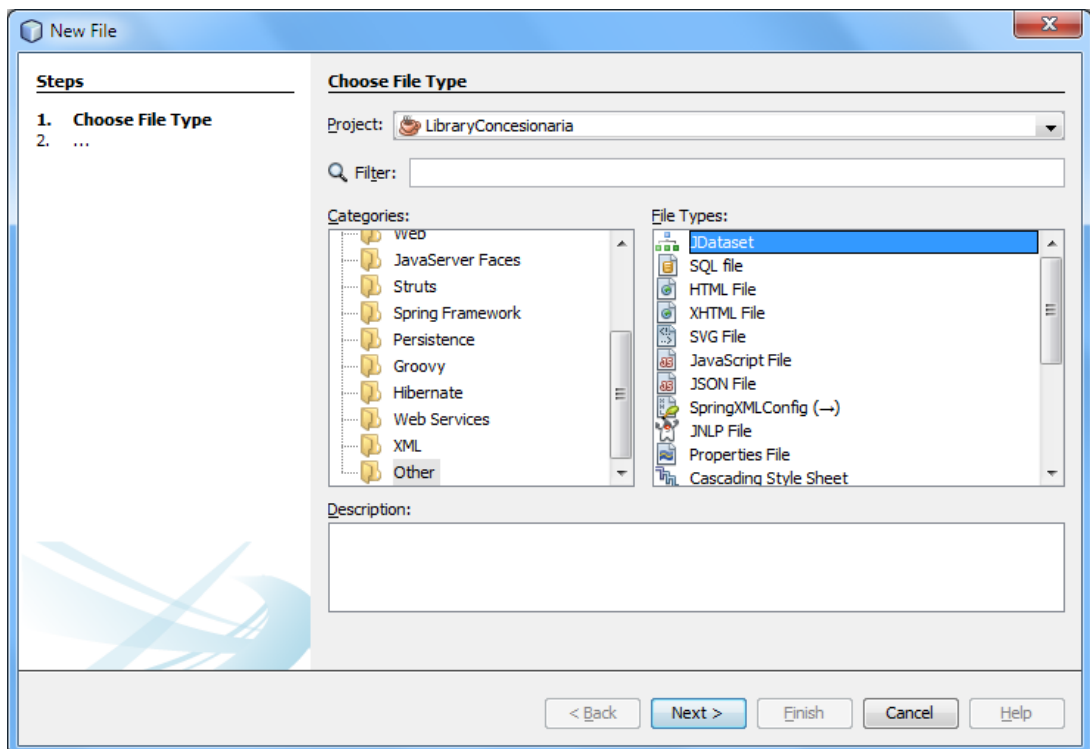 New File
Steps
1. Choose File Type
2. ...
Choose File Type
Project: LibraryConcesionaria
Filter:
Categories:
Web
JavaServer Faces
Struts
Spring Framework
Persistence
Groovy
Hibernate
Web Services
XML
Other
File Types:
JDataset
SQL file
HTML File
XHTML File
SVG File
JavaScript File
JSON File
SpringXMLConfig (→)
JNLP File
Properties File
Cascading Style Sheet
Description:
< Back
Next >
Finish
Cancel
Help